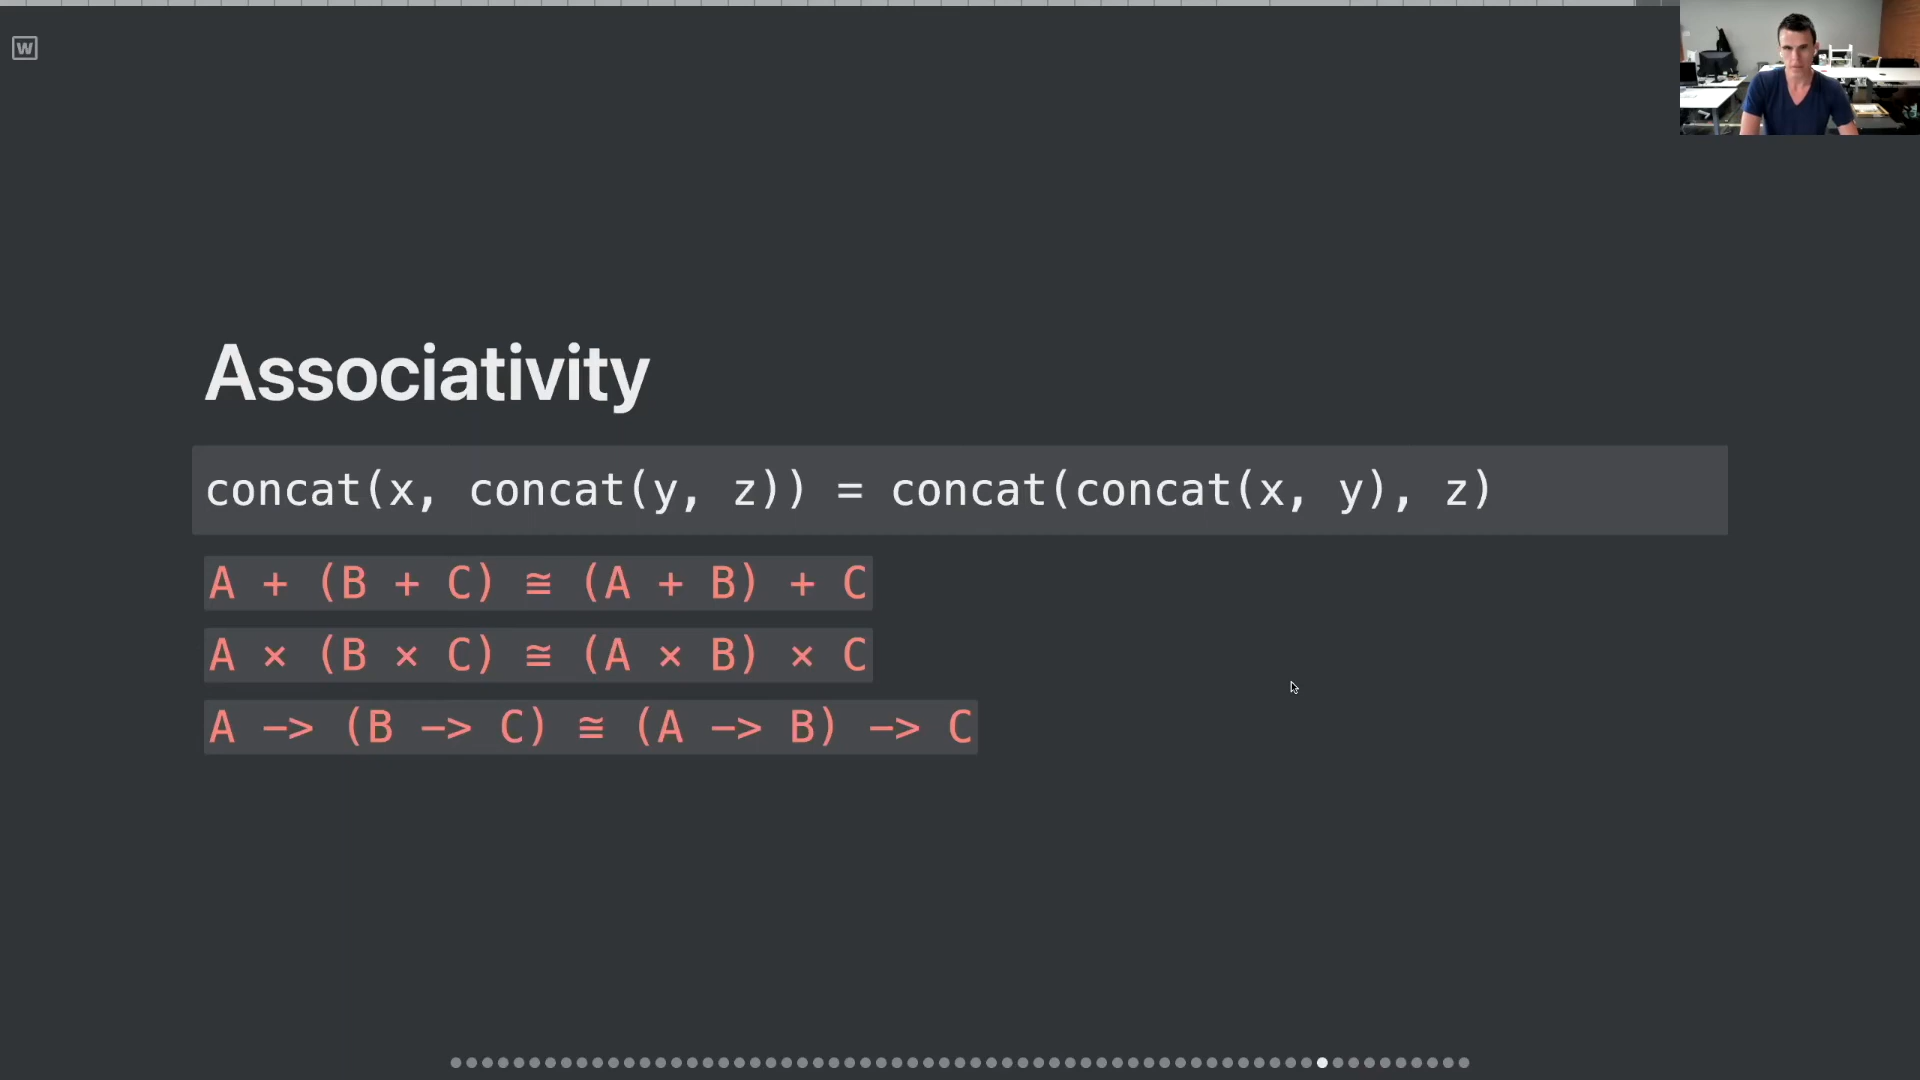 W
Associativity
concat(x, concat(y, z)) = concat(concat(x, y), z)
A + (B + C) ≅ (A + B) + C
A × (B × C) ≅ (A × B) × C
A —> (B —> C) ≅ (A —> B) —> C